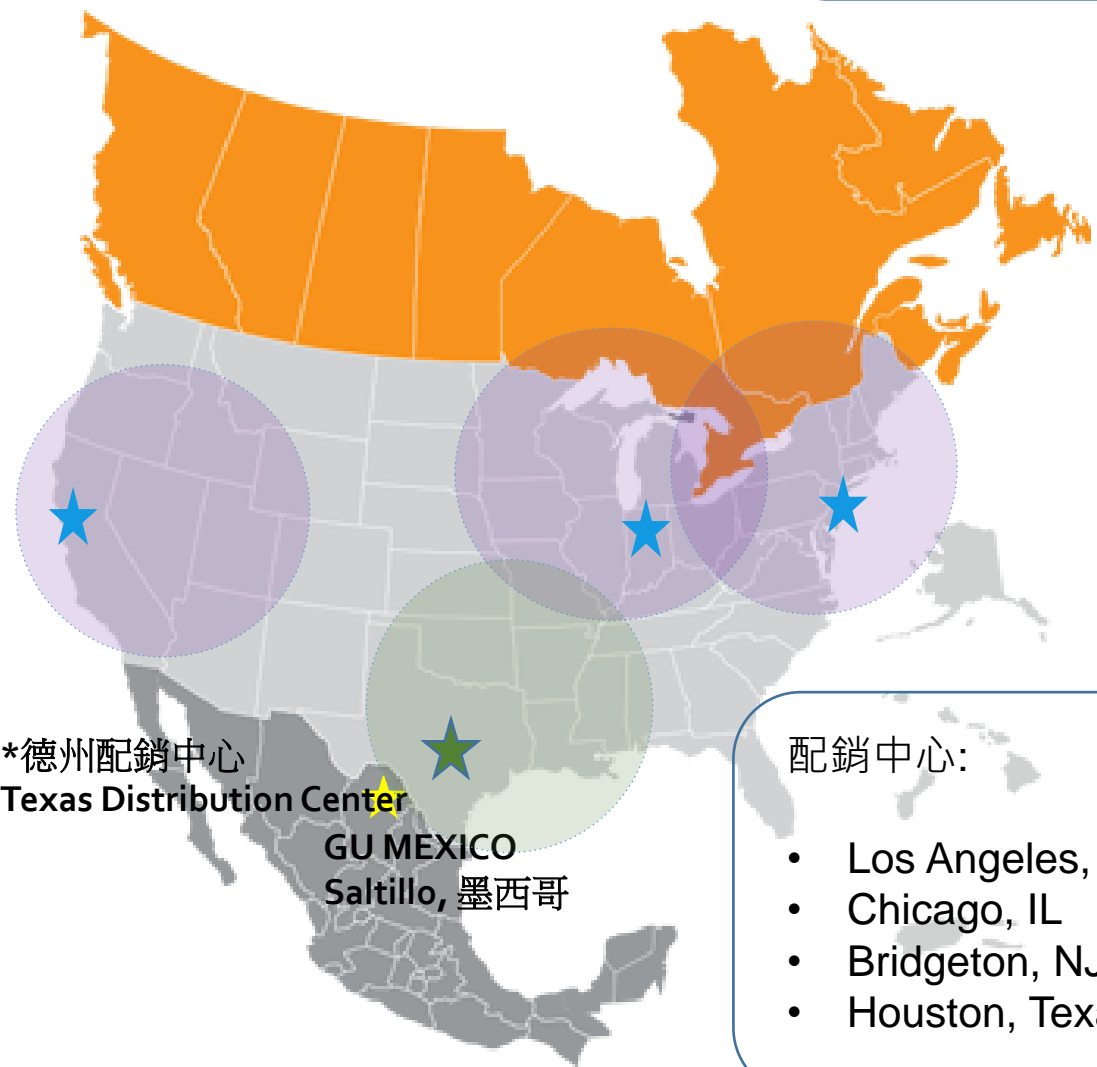 *德州配銷中心
Texas Distribution Center
GU MEXICO
Saltillo, 墨西哥
配銷中心:
• Los Angeles,
• Chicago, IL
• Bridgeton, NJ
• Houston, Texa